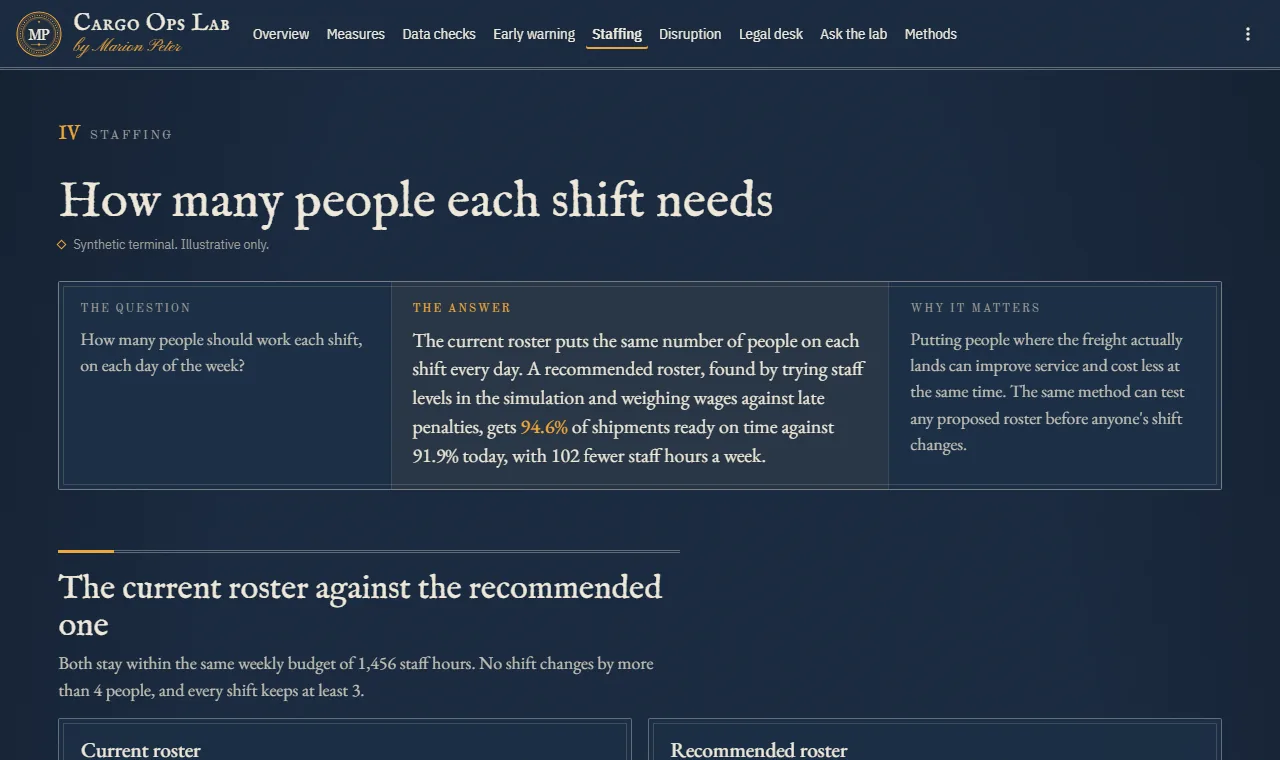 MP
Cargo Ops Lab
by Marion Peter
Overview Measures Data checks Early warning Staffing Disruption Legal desk Ask the lab Methods
IV STAFFING
How many people each shift needs
Synthetic terminal. Illustrative only.
THE QUESTION
How many people should work each shift,
on each day of the week?
THE ANSWER
The current roster puts the same number of people on each
shift every day. A recommended roster, found by trying staff
levels in the simulation and weighing wages against late
penalties, gets 94.6% of shipments ready on time against
91.9% today, with 102 fewer staff hours a week.
WHY IT MATTERS
Putting people where the freight actually
lands can improve service and cost less at
the same time. The same method can test
any proposed roster before anyone's shift
changes.
The current roster against the recommended
one
Both stay within the same weekly budget of 1,456 staff hours. No shift changes by more
than 4 people, and every shift keeps at least 3.
Current roster
Recommended roster